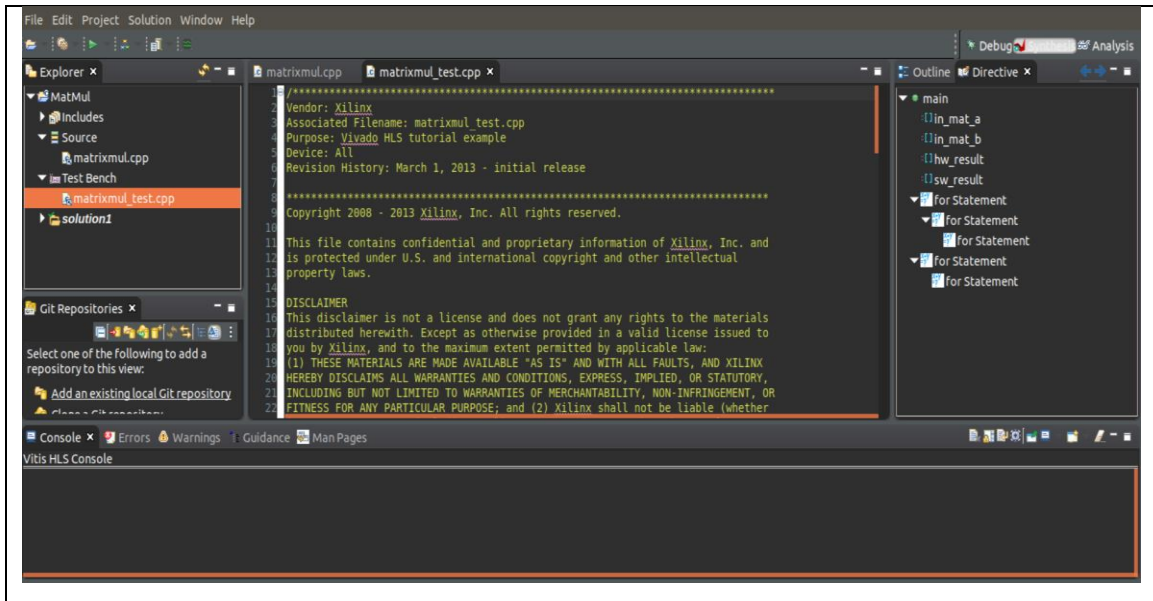 File Edit Project Solution Window Help
Debug Synthesis Analysis
Explorer
MatMul
Includes
Source
matrixmul.cpp
Test Bench
matrixmul_test.cpp
solution1
Git Repositories
Select one of the following to add a
repository to this view:
Add an existing local Git repository
Clone a Git repository
matrixmul.cpp matrixmul_test.cpp
1 /*******************************************************************************
2 Vendor: Xilinx
3 Associated Filename: matrixmul_test.cpp
4 Purpose: Vivado HLS tutorial example
5 Device: All
6 Revision History: March 1, 2013 - initial release
7
8 *******************************************************************************
9 Copyright 2008 - 2013 Xilinx, Inc. All rights reserved.
10
11 This file contains confidential and proprietary information of Xilinx, Inc. and
12 is protected under U.S. and international copyright and other intellectual
13 property laws.
14
15 DISCLAIMER
16 This disclaimer is not a license and does not grant any rights to the materials
17 distributed herewith. Except as otherwise provided in a valid license issued to
18 you by Xilinx, and to the maximum extent permitted by applicable law:
19 (1) THESE MATERIALS ARE MADE AVAILABLE "AS IS" AND WITH ALL FAULTS, AND XILINX
20 HEREBY DISCLAIMS ALL WARRANTIES AND CONDITIONS, EXPRESS, IMPLIED, OR STATUTORY,
21 INCLUDING BUT NOT LIMITED TO WARRANTIES OF MERCHANTABILITY, NON-INFRINGEMENT, OR
22 FITNESS FOR ANY PARTICULAR PURPOSE; and (2) Xilinx shall not be liable (whether
Outline Directive
main
in_mat_a
in_mat_b
hw_result
sw_result
for Statement
for Statement
for Statement
for Statement
for Statement
Console Errors Warnings Guidance Man Pages
Vitis HLS Console